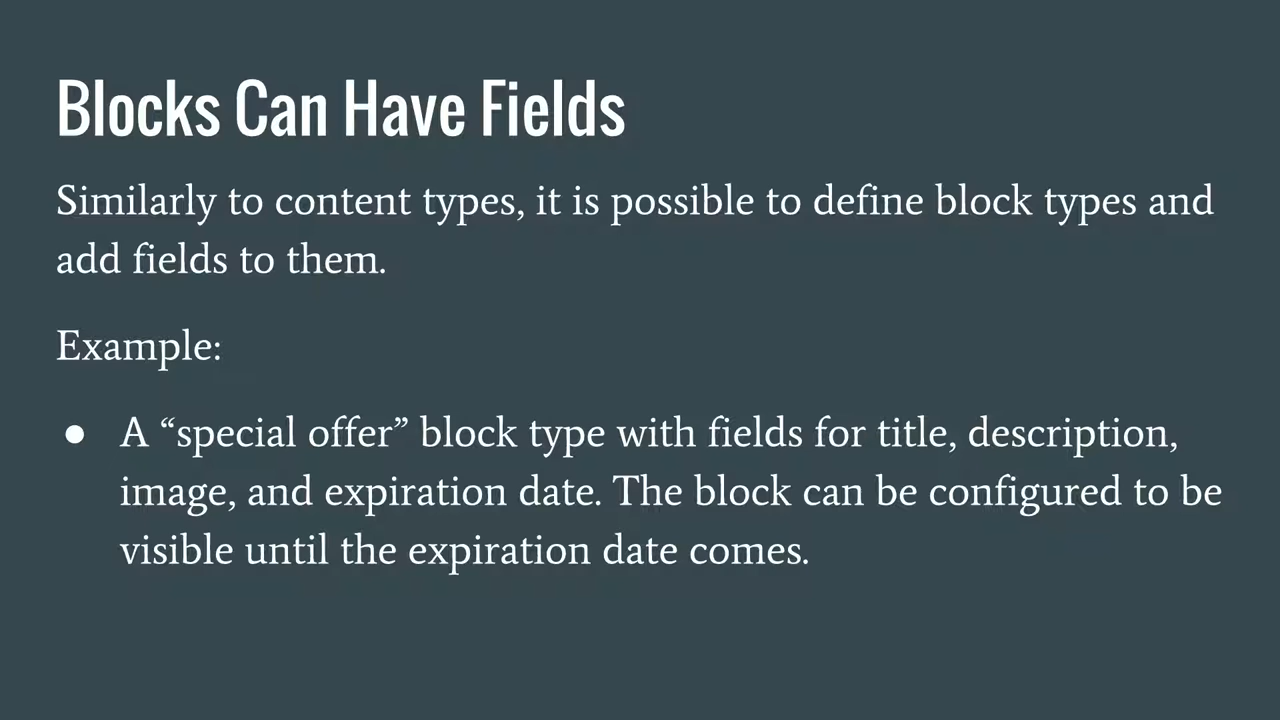 Blocks Can Have Fields
Similarly to content types, it is possible to define block types and
add fields to them.
Example:
● A “special offer” block type with fields for title, description,
image, and expiration date. The block can be configured to be
visible until the expiration date comes.